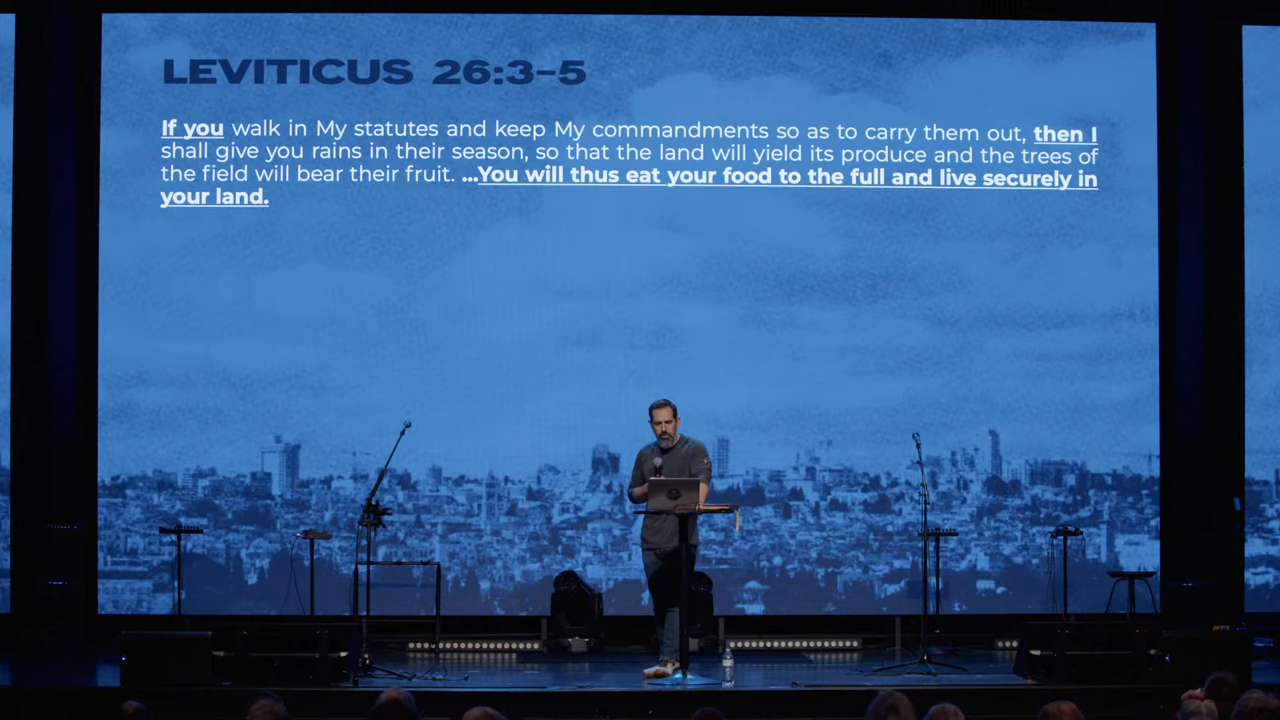 LEVITICUS 26:3-5
If you walk in My statutes and keep My commandments so as to carry them out, then I
shall give you rains in their season, so that the land will yield its produce and the trees of
the field will bear their fruit. ...You will thus eat your food to the full and live securely in
your land.